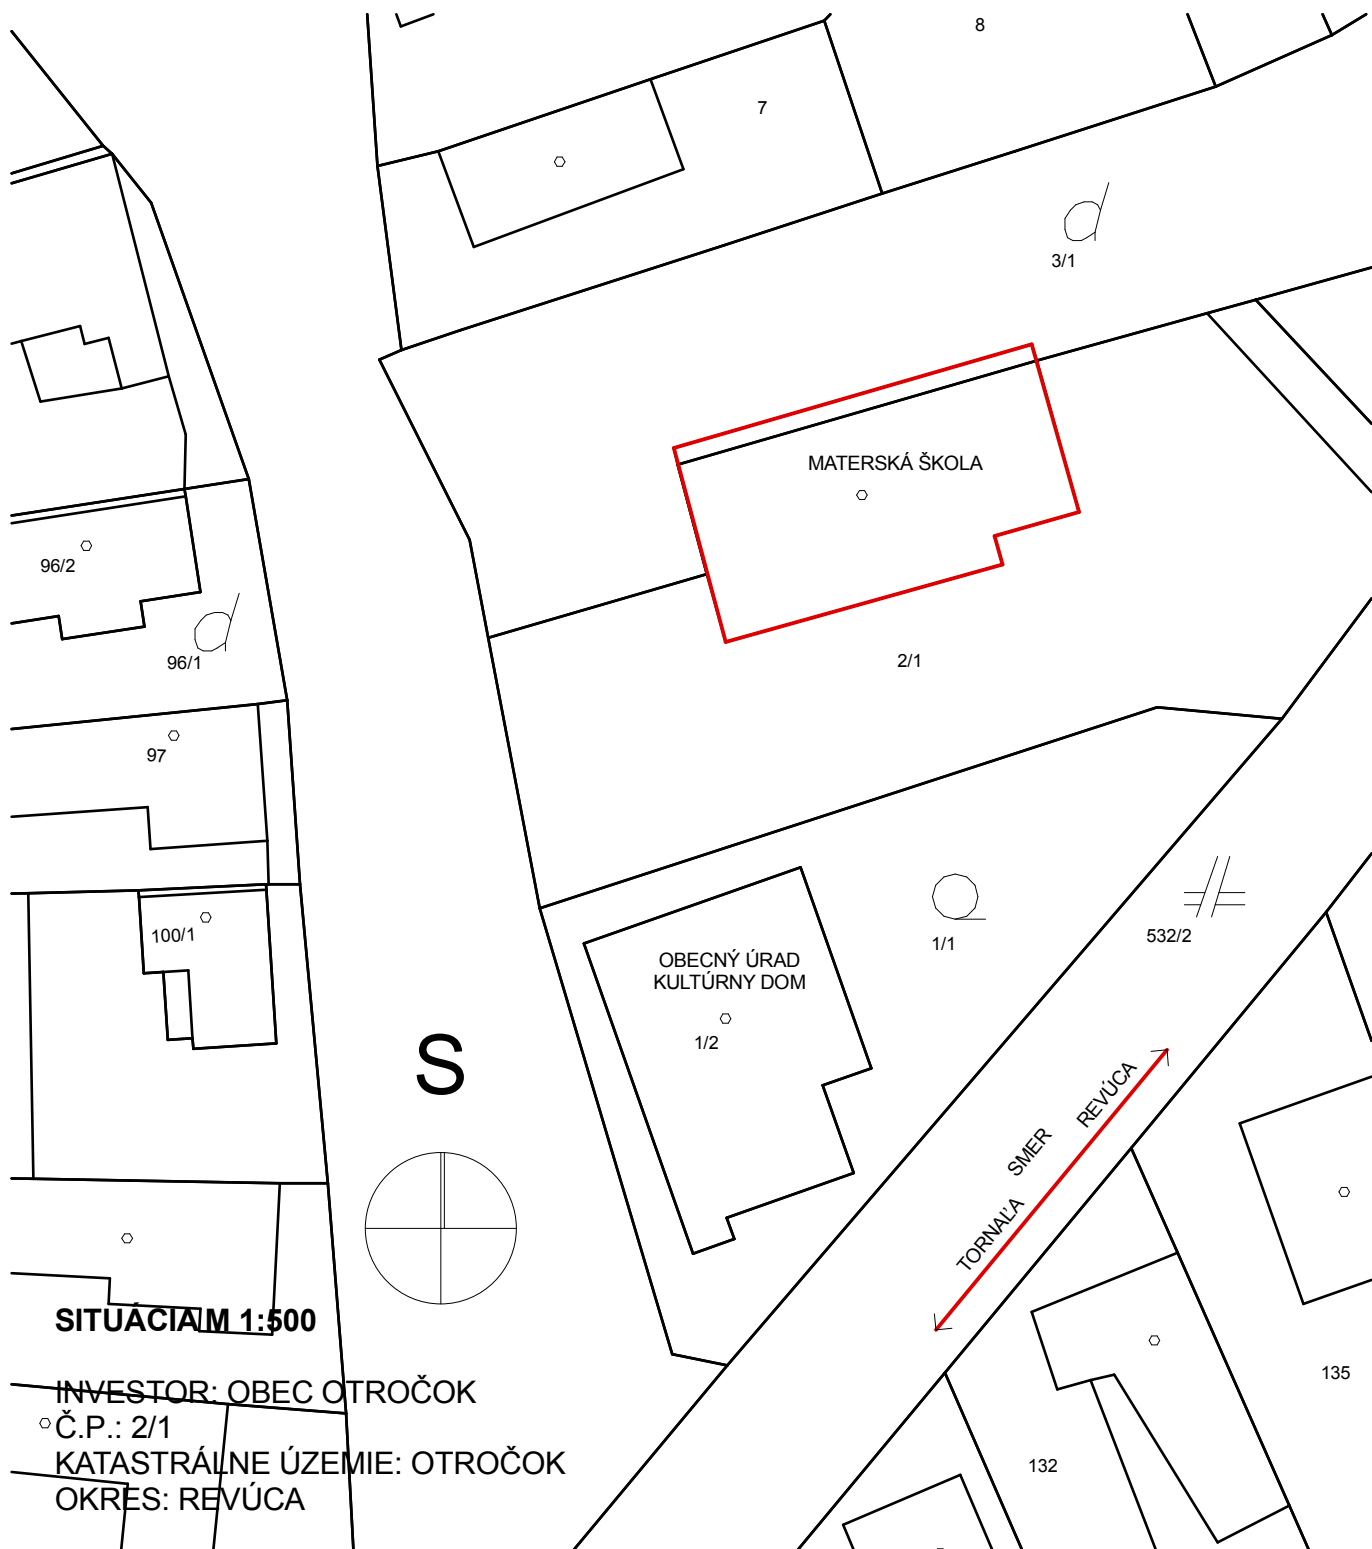 8
7
3/1
MATERSKÁ ŠKOLA
96/2
96/1
2/1
97
100/1
OBECNÝ ÚRAD
KULTÚRNY DOM
1/2
1/1
532/2
S
TORNAĽA SMER REVÚCA
SITUÁCIA M 1:500
INVESTOR: OBEC OTROČOK
Č.P.: 2/1
KATASTRÁLNE ÚZEMIE: OTROČOK
OKRES: REVÚCA
135
132